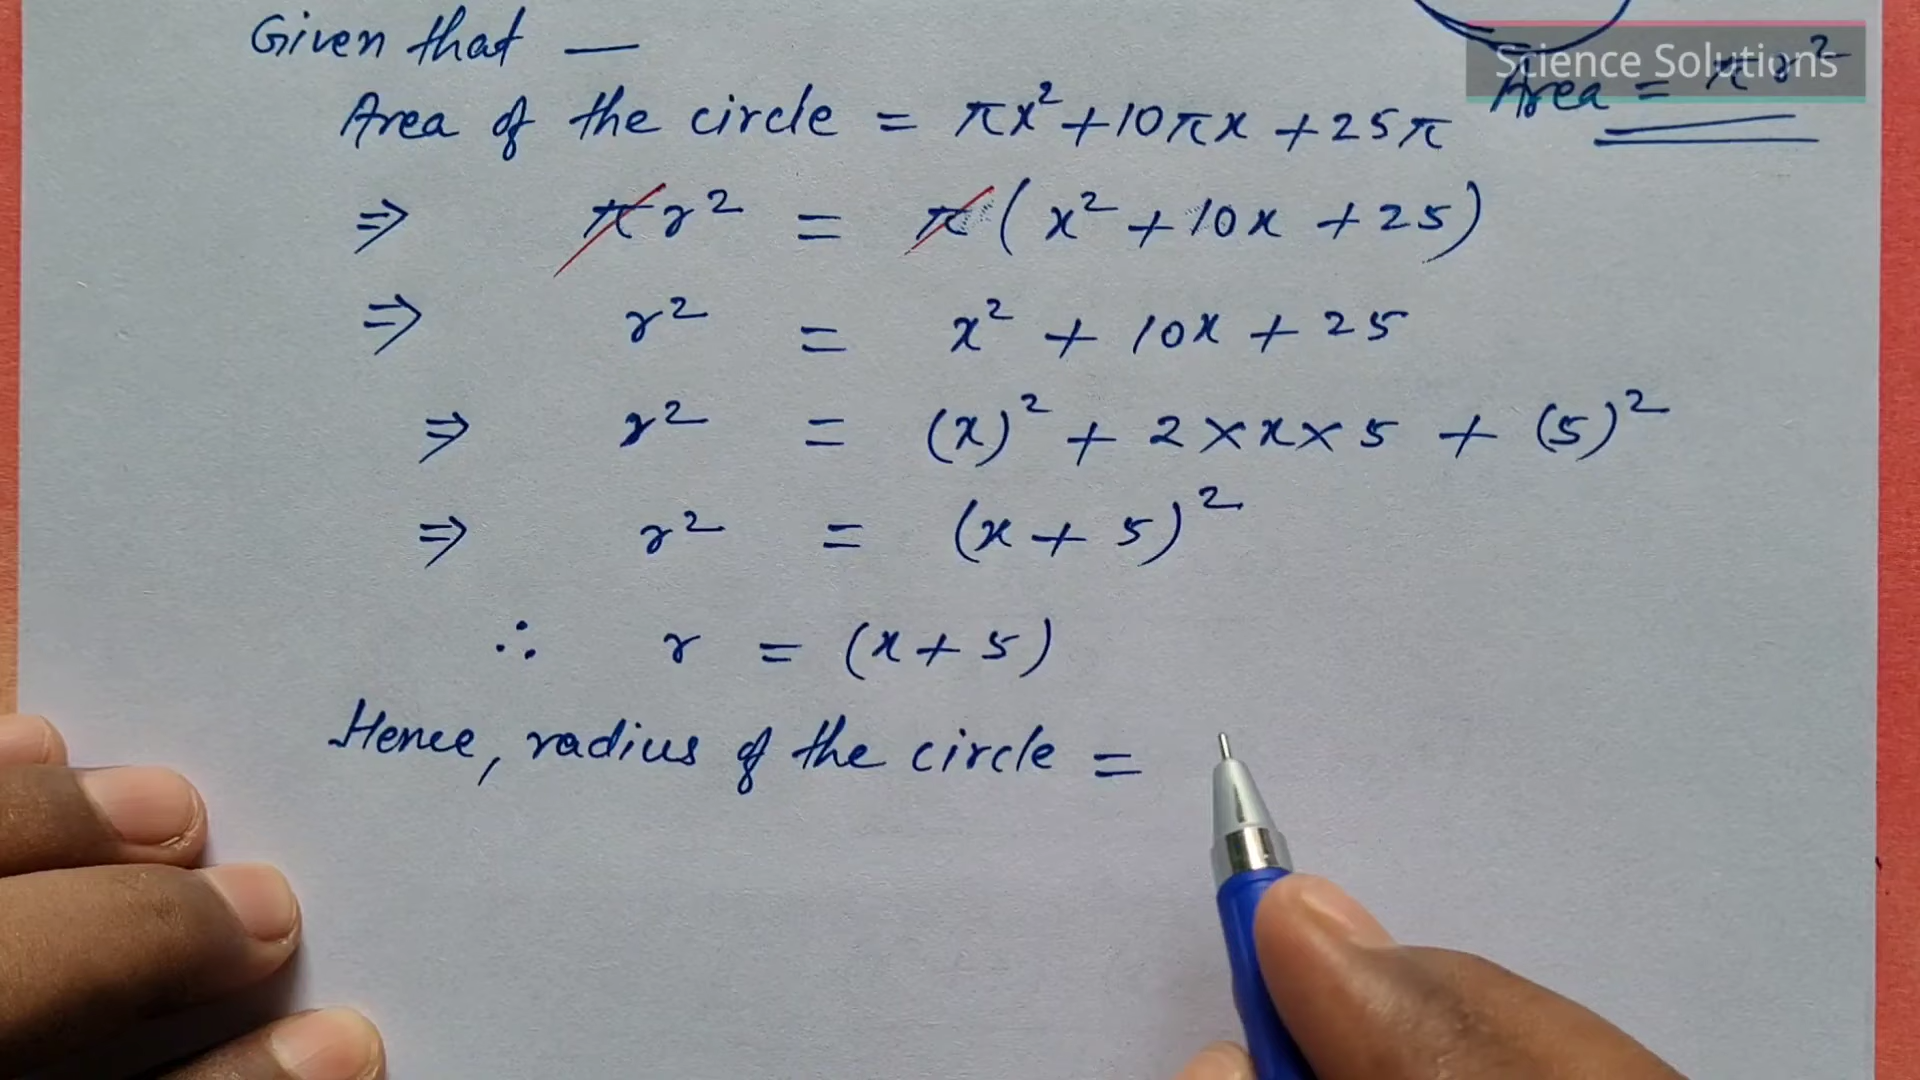 Given that —
Science Solutions
Area = πr²
Area of the circle = πx² + 10πx + 25π
⇒ πr² = π(x² + 10x + 25)
⇒ r² = x² + 10x + 25
⇒ r² = (x)² + 2 × x × 5 + (5)²
⇒ r² = (x + 5)²
∴ r = (x + 5)
Hence, radius of the circle =